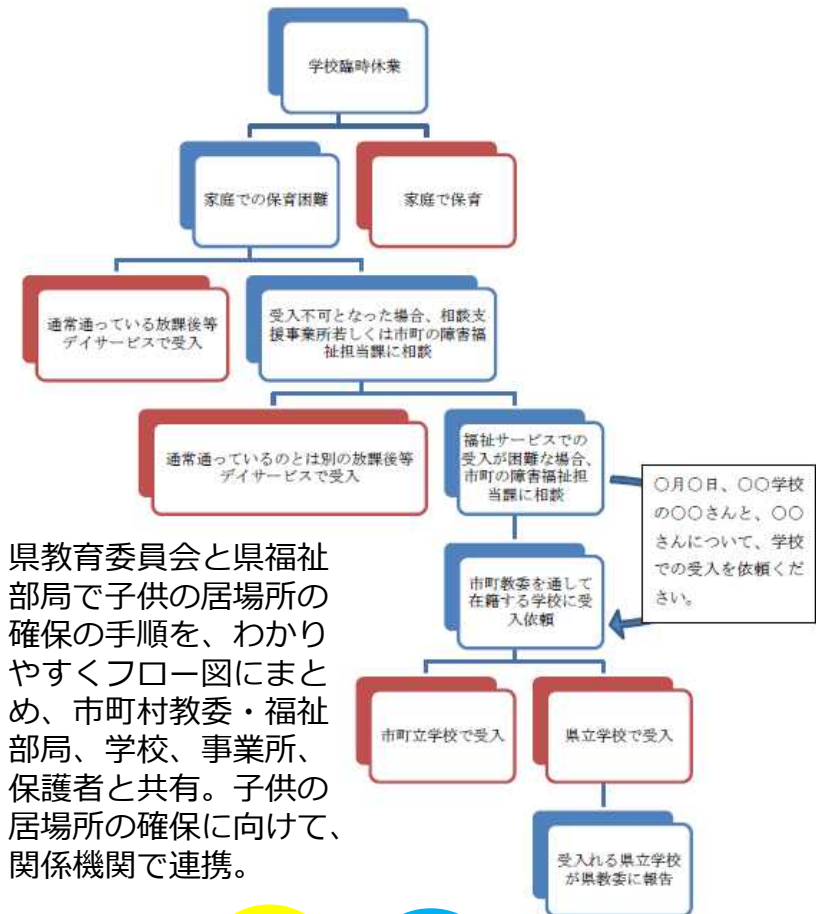 学校臨時休業
家庭での保育困難
家庭で保育
通常通っている放課後等
デイサービスで受入
受入不可となった場合、相談支
援事業所若しくは市町の障害福
祉担当課に相談
通常通っているのとは別の放課後等
デイサービスで受入
福祉サービスでの
受入が困難な場合、
市町の障害福祉担
当課に相談
〇月〇日、〇〇学校
の〇〇さんと、〇〇
さんについて、学校
での受入を依頼くだ
さい。
市町教委を通して
在籍する学校に受
入依頼
市町立学校で受入
県立学校で受入
受入れる県立学校
が県教委に報告
県教育委員会と県福祉
部局で子供の居場所の
確保の手順を、わかり
やすくフロー図にまと
め、市町村教委・福祉
部局、学校、事業所、
保護者と共有。子供の
居場所の確保に向けて、
関係機関で連携。